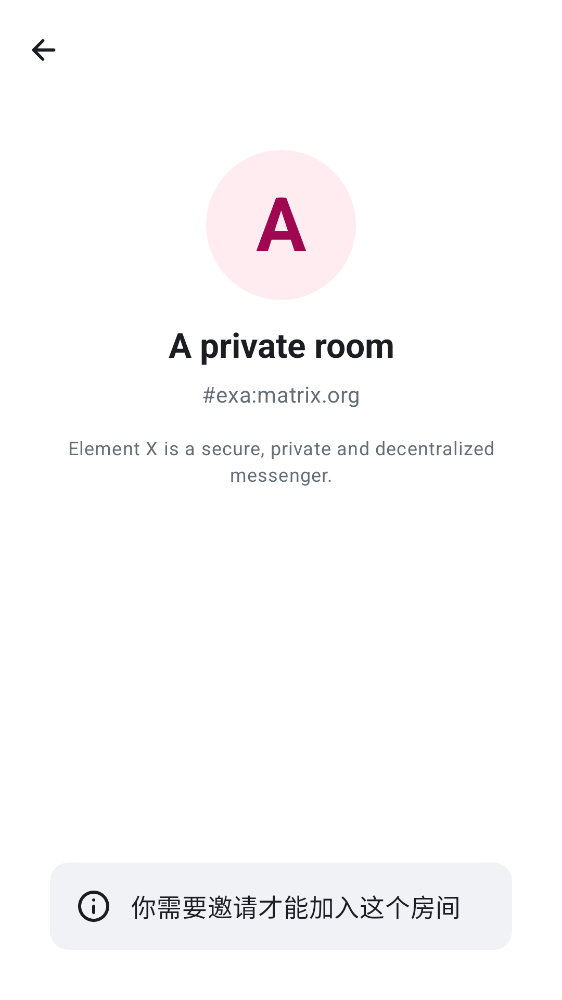 A
A private room
#exa:matrix.org
Element X is a secure, private and decentralized
messenger.
你需要邀请才能加入这个房间